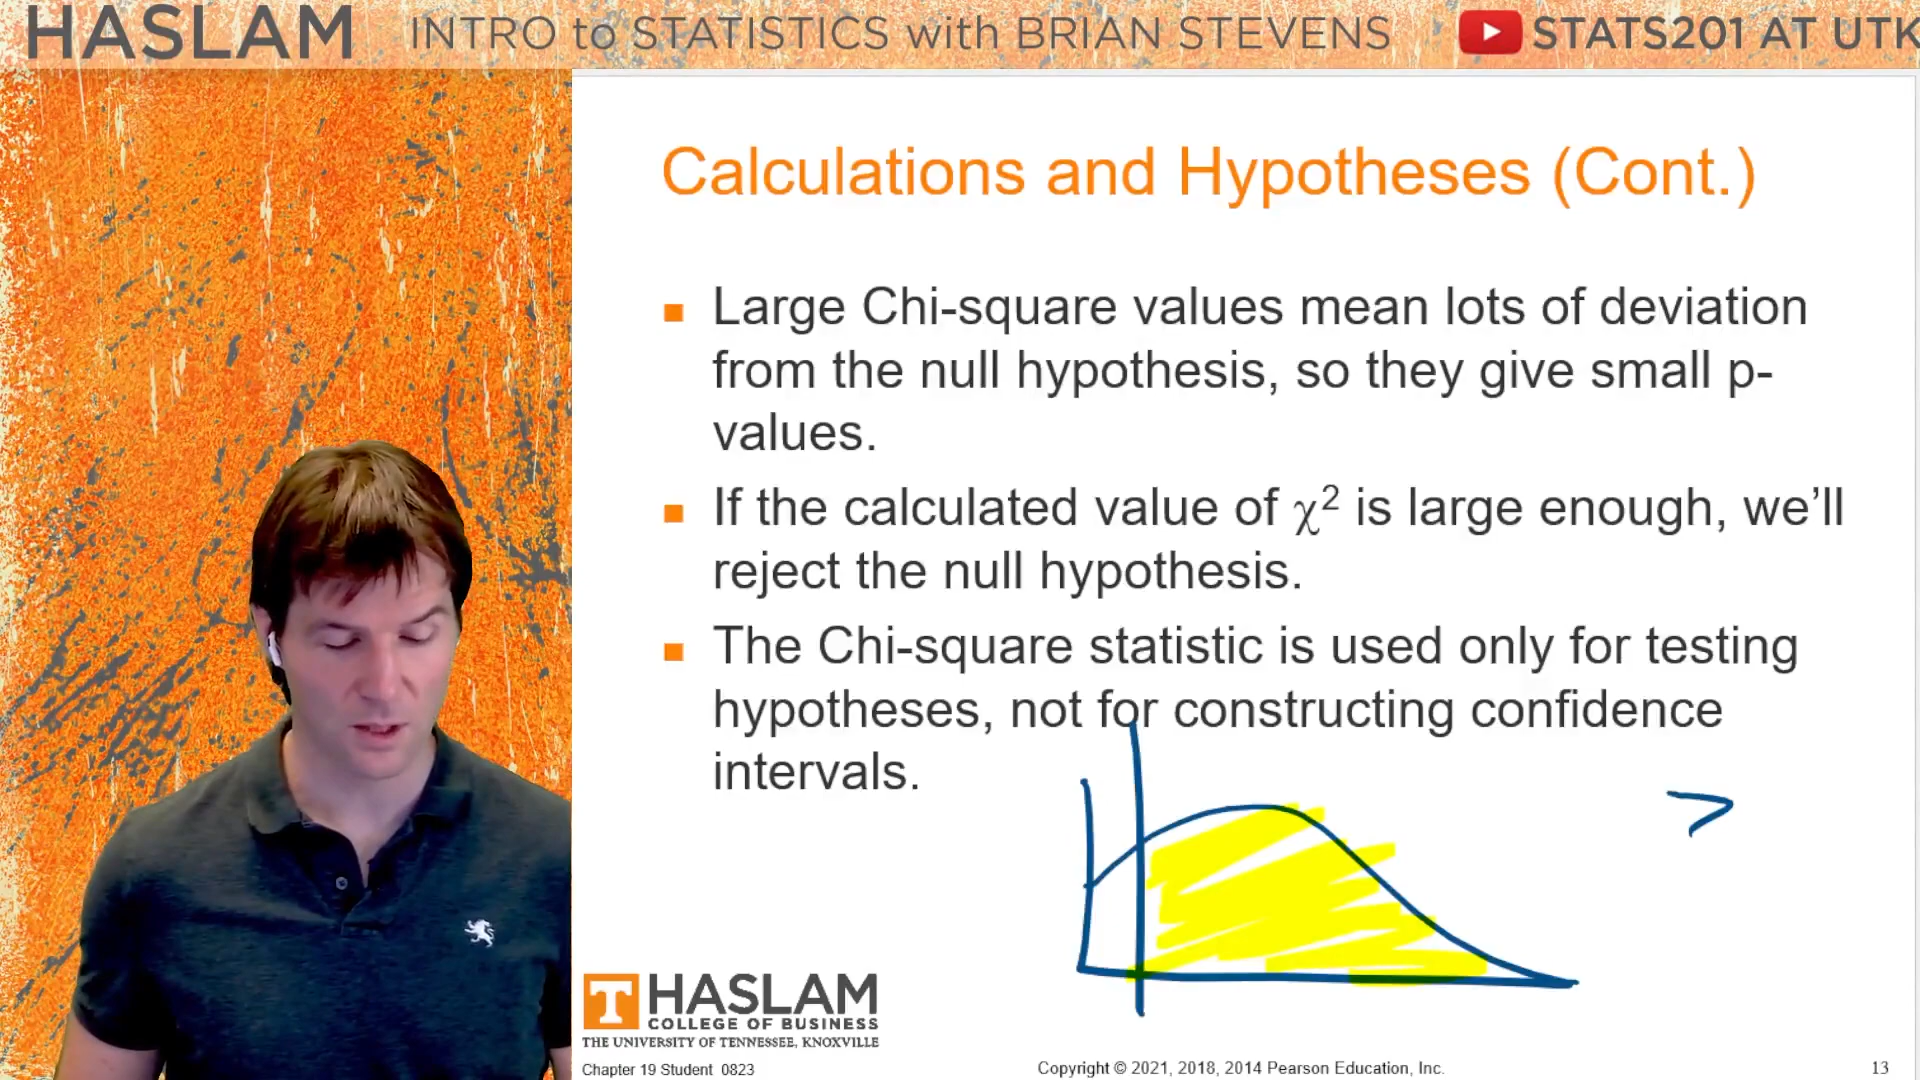 HASLAM INTRO to STATISTICS with BRIAN STEVENS STATS201 AT UTK
Calculations and Hypotheses (Cont.)
Large Chi-square values mean lots of deviation
from the null hypothesis, so they give small p-
values.
If the calculated value of χ² is large enough, we’ll
reject the null hypothesis.
The Chi-square statistic is used only for testing
hypotheses, not for constructing confidence
intervals.
>
T HASLAM
COLLEGE OF BUSINESS
THE UNIVERSITY OF TENNESSEE, KNOXVILLE
Chapter 19 Student 0823
Copyright © 2021, 2018, 2014 Pearson Education, Inc.
13